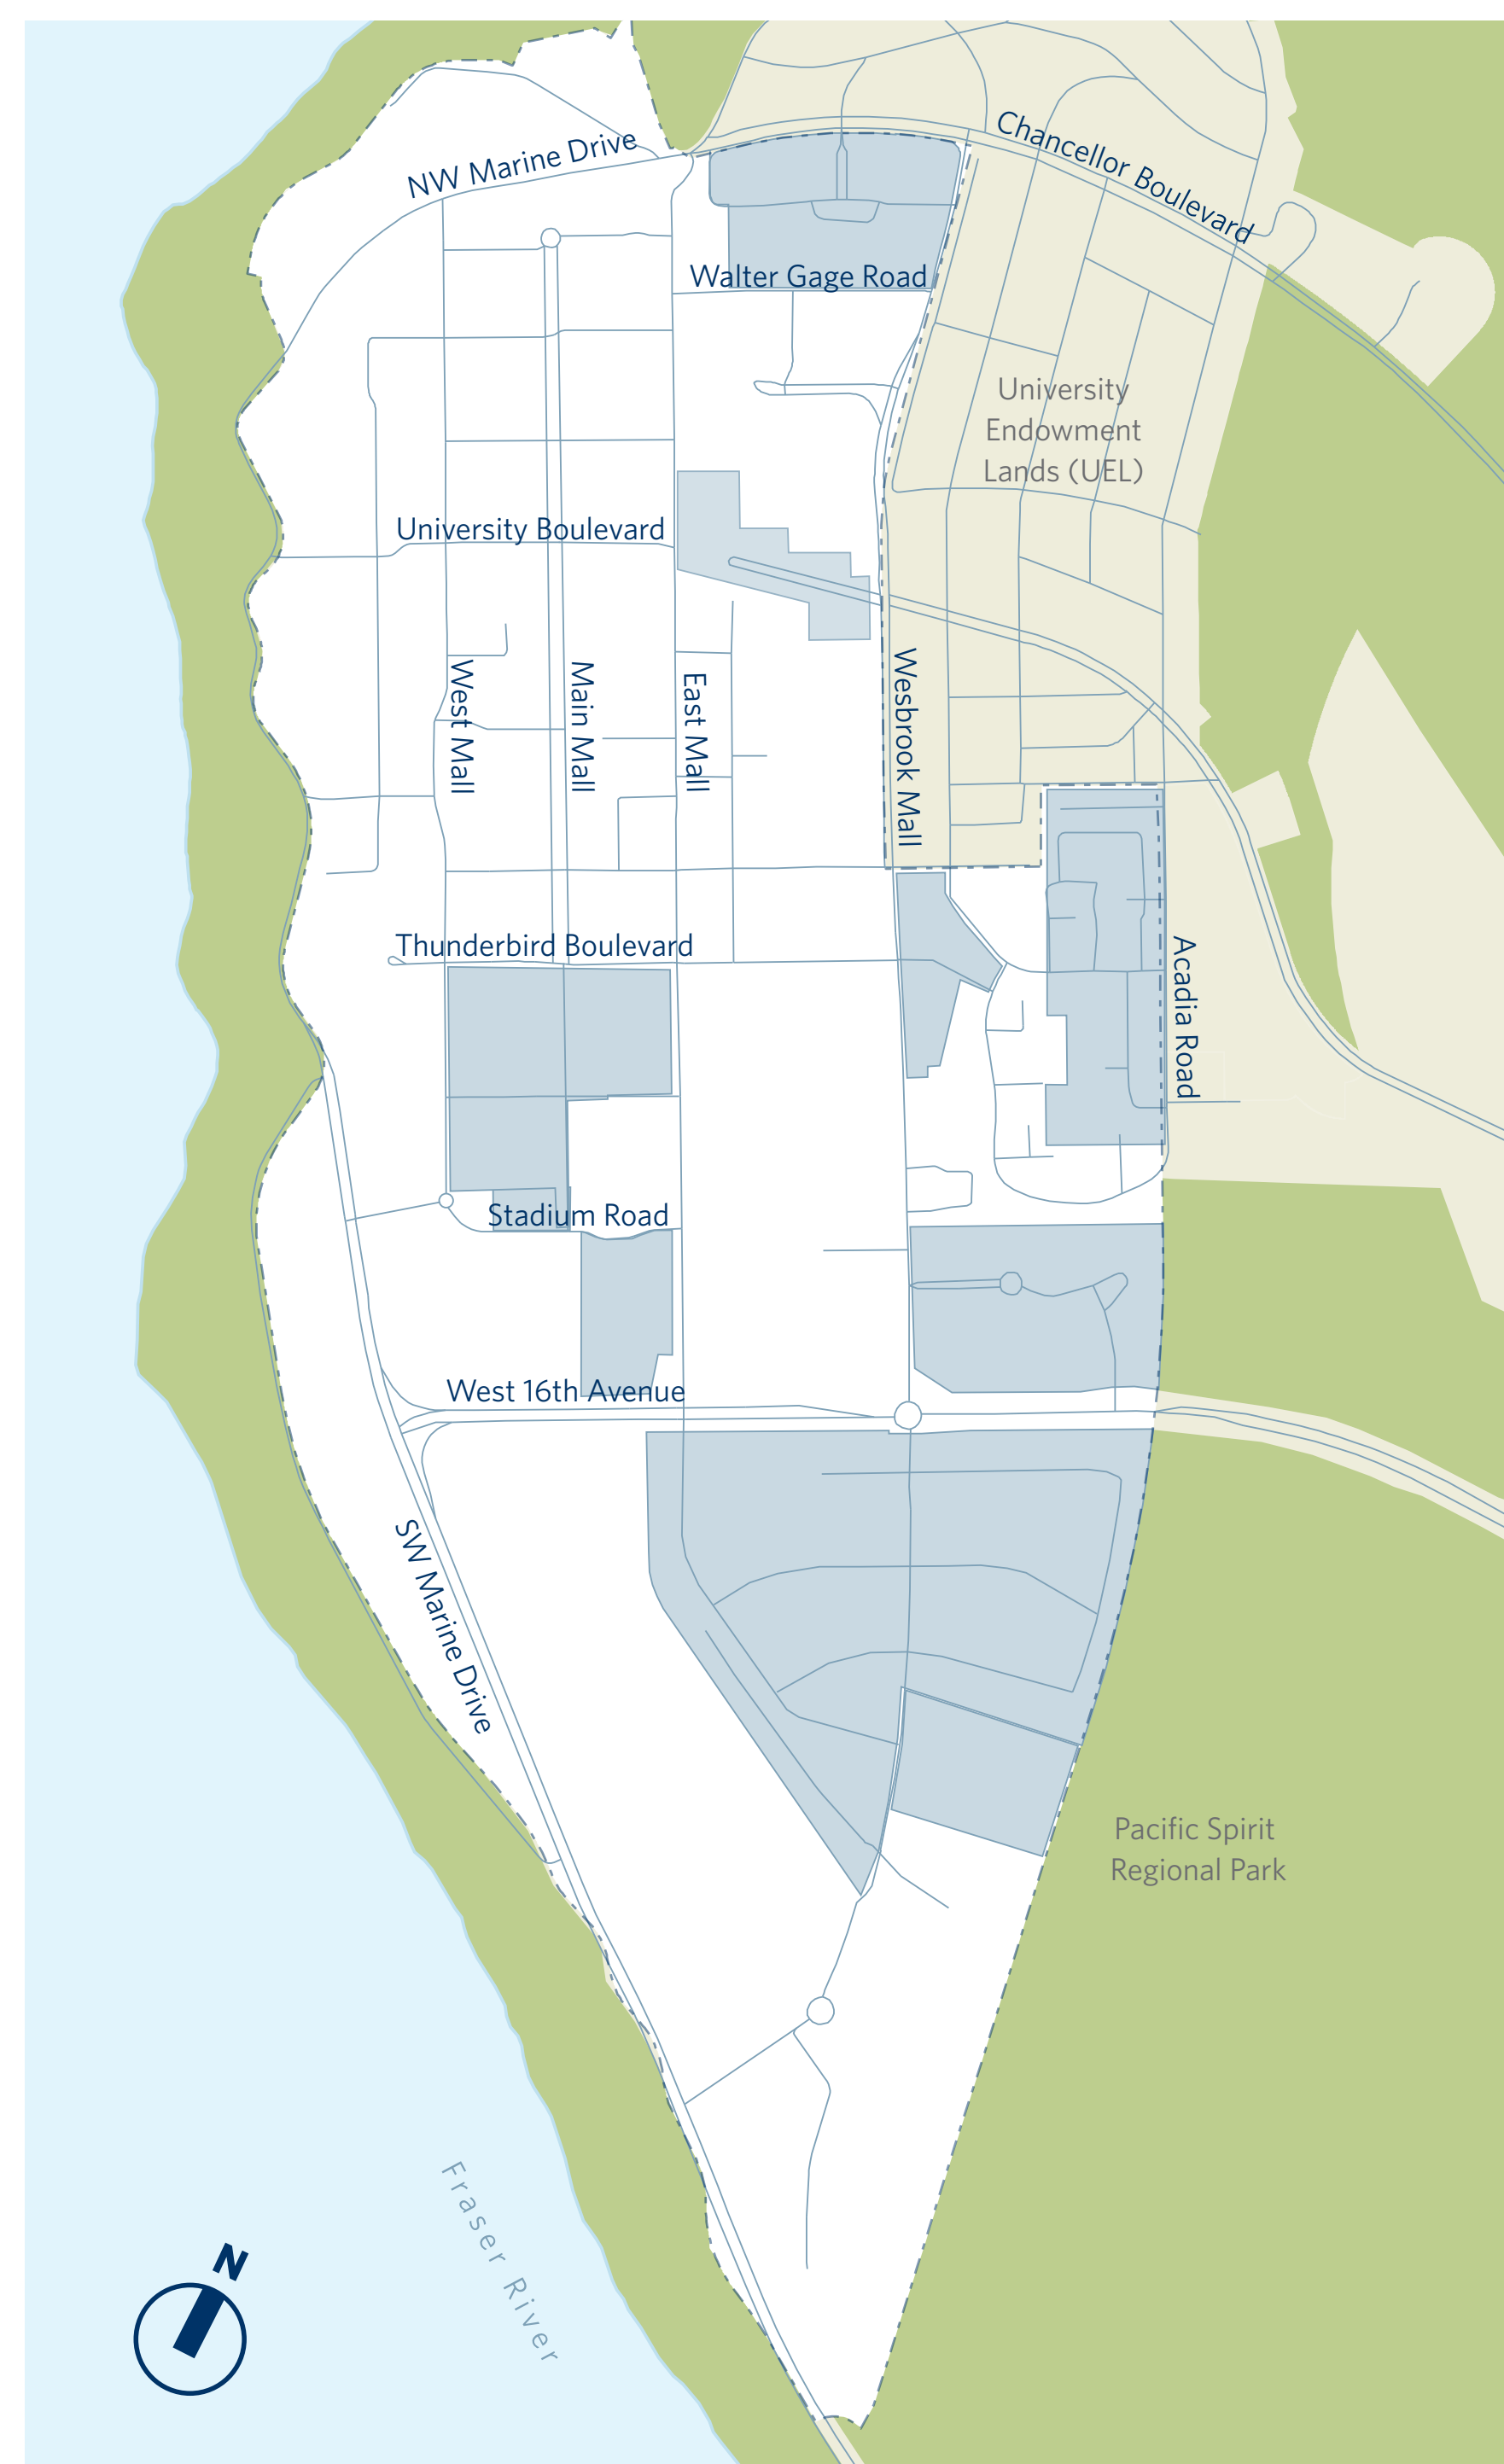 NW Marine Drive
Chancellor Boulevard
Walter Gage Road
University
Endowment
Lands (UEL)
University Boulevard
West Mall
Main Mall
East Mall
Wesbrook Mall
Thunderbird Boulevard
Acadia Road
Stadium Road
West 16th Avenue
SW Marine Drive
Pacific Spirit
Regional Park
Fraser River
N